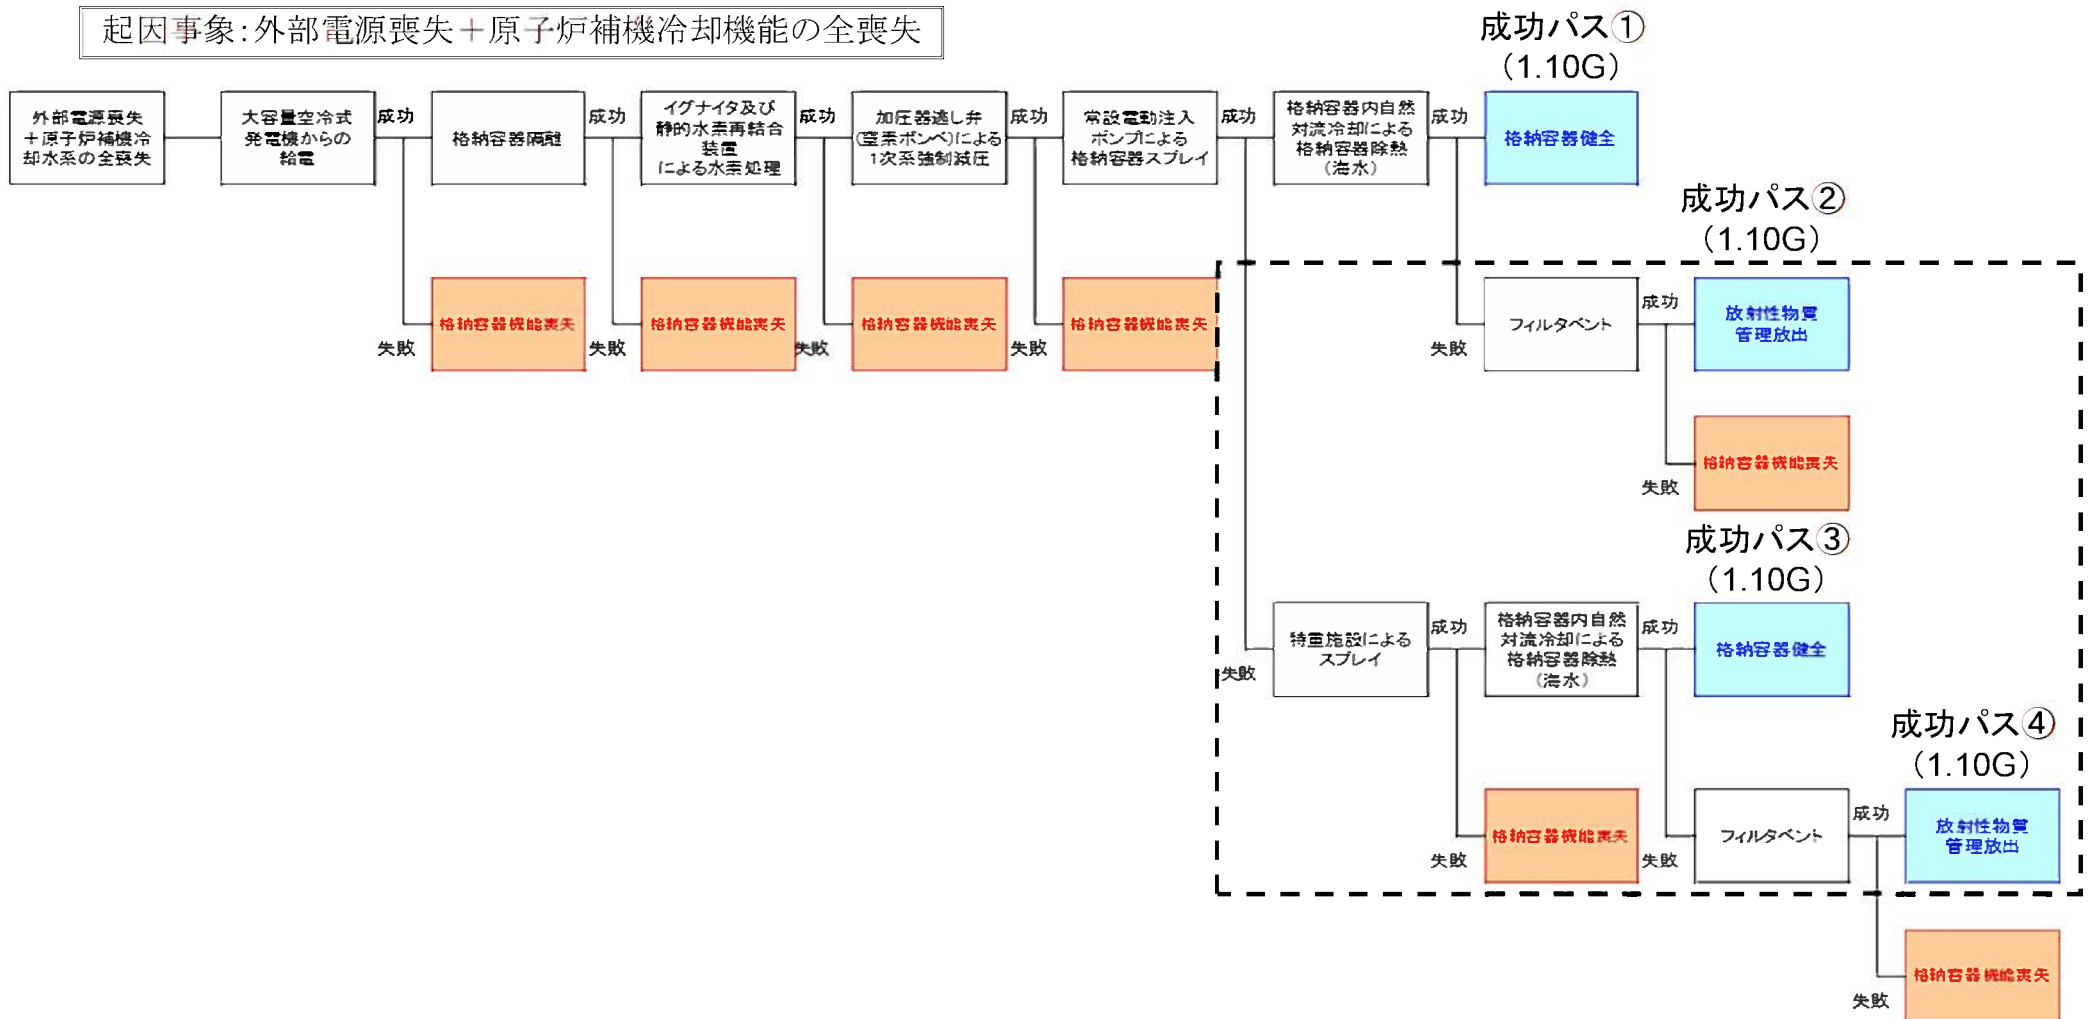 起因事象:外部電源喪失＋原子炉補機冷却機能の全喪失
成功パス①
(1.10G)
外部電源喪失
＋原子炉補機冷
却水系の全喪失
大容量空冷式
発電機からの
給電
成功
格納容器隔離
成功
イグナイタ及び
静的水素再結合
装置
による水素処理
成功
加圧器逃し弁
(窒素ボンベ)による
1次系強制減圧
成功
常設電動注入
ポンプによる
格納容器スプレイ
成功
格納容器内自然
対流冷却による
格納容器除熱
(海水)
成功
格納容器健全
成功パス②
(1.10G)
失敗
格納容器機能喪失
失敗
格納容器機能喪失
失敗
格納容器機能喪失
失敗
格納容器機能喪失
失敗
フィルタベント
成功
放射性物質
管理放出
失敗
格納容器機能喪失
成功パス③
(1.10G)
失敗
特重施設による
スプレイ
成功
格納容器内自然
対流冷却による
格納容器除熱
(海水)
成功
格納容器健全
成功パス④
(1.10G)
失敗
格納容器機能喪失
失敗
フィルタベント
成功
放射性物質
管理放出
失敗
格納容器機能喪失